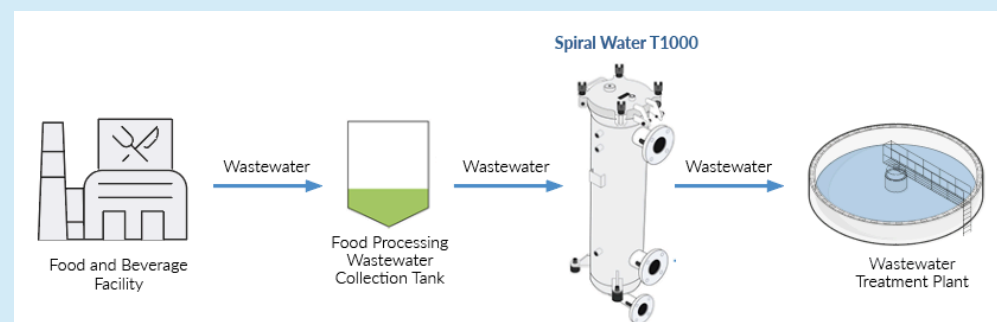 Spiral Water T1000
Wastewater
Wastewater
Wastewater
Food and Beverage
Facility
Food Processing
Wastewater
Collection Tank
Wastewater
Treatment Plant